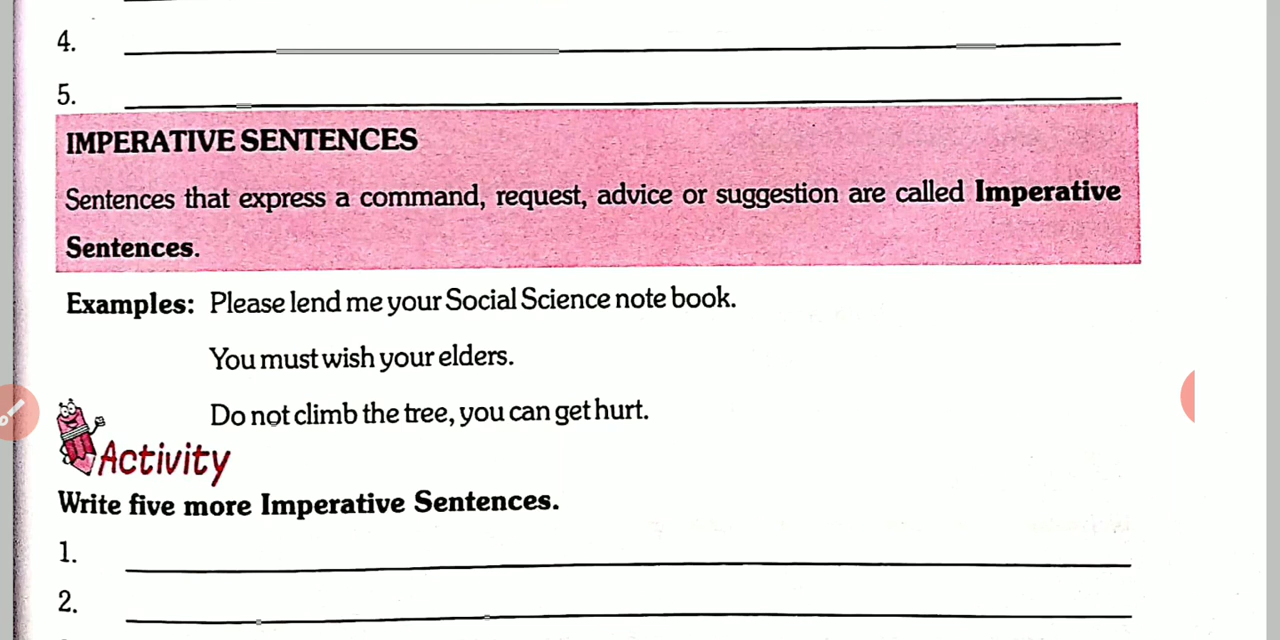 4.
5.
IMPERATIVE SENTENCES
Sentences that express a command, request, advice or suggestion are called Imperative
Sentences.
Examples: Please lend me your Social Science note book.
You must wish your elders.
Do not climb the tree, you can get hurt.
Activity
Write five more Imperative Sentences.
1.
2.